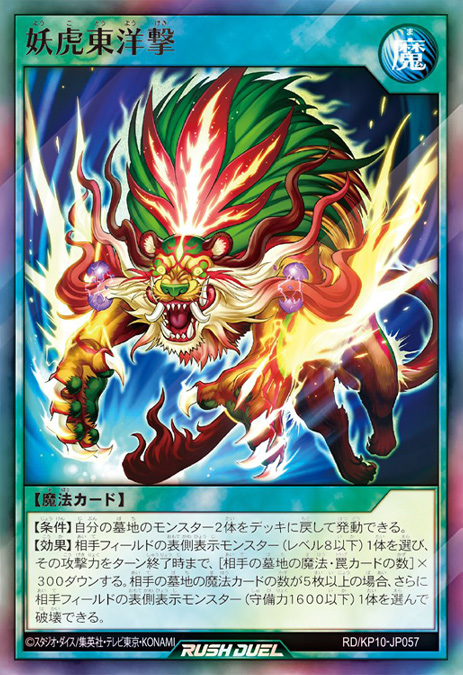 妖虎東洋撃
魔
【魔法カード】
【条件】自分の墓地のモンスター2体をデッキに戻して発動できる。
【効果】相手フィールドの表側表示モンスター(レベル8以下)1体を選び、
その攻撃力をターン終了時まで、[相手の墓地の魔法・罠カードの数]×
300ダウンする。相手の墓地の魔法カードの数が5枚以上の場合、さらに
相手フィールドの表側表示モンスター(守備力1600以下)1体を選んで
破壊できる。
©スタジオ・ダイス/集英社・テレビ東京・KONAMI
RUSH DUEL
RD/KP10-JP057